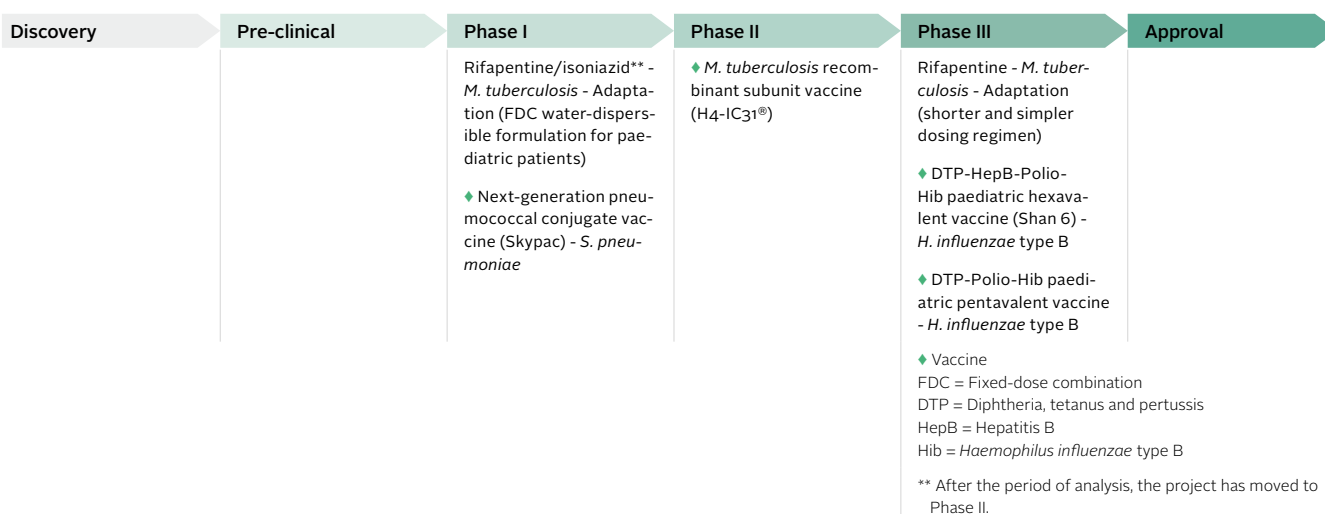 Discovery
Pre-clinical
Phase I
Phase II
Phase III
Approval
Rifapentine/isoniazid** -
M. tuberculosis - Adapta-
tion (FDC water-dispers-
ible formulation for pae-
diatric patients)
♦ Next-generation pneu-
mococcal conjugate vac-
cine (Skypac) - S. pneu-
moniae
♦ M. tuberculosis recom-
binant subunit vaccine
(H4-IC31®)
Rifapentine - M. tuber-
culosis - Adaptation
(shorter and simpler
dosing regimen)
♦ DTP-HepB-Polio-
Hib paediatric hexava-
lent vaccine (Shan 6) -
H. influenzae type B
♦ DTP-Polio-Hib paedi-
atric pentavalent vaccine
- H. influenzae type B
♦ Vaccine
FDC = Fixed-dose combination
DTP = Diphtheria, tetanus and pertussis
HepB = Hepatitis B
Hib = Haemophilus influenzae type B
** After the period of analysis, the project has moved to
Phase II.